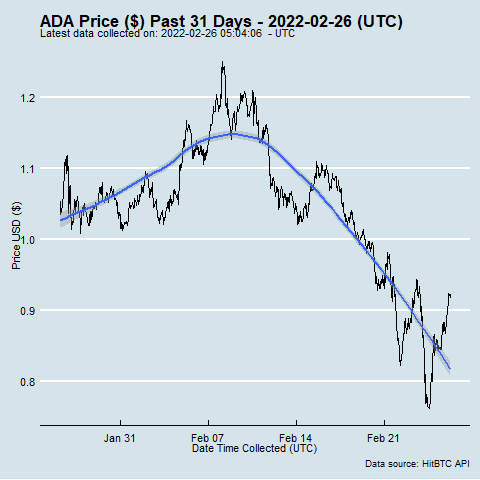 ADA Price ($) Past 31 Days - 2022-02-26 (UTC)
Latest data collected on: 2022-02-26 05:04:06  - UTC
Price USD ($)
1.2
1.1
1.0
0.9
0.8
Jan 31 Feb 07 Feb 14 Feb 21
Date Time Collected (UTC)
Data source: HitBTC API